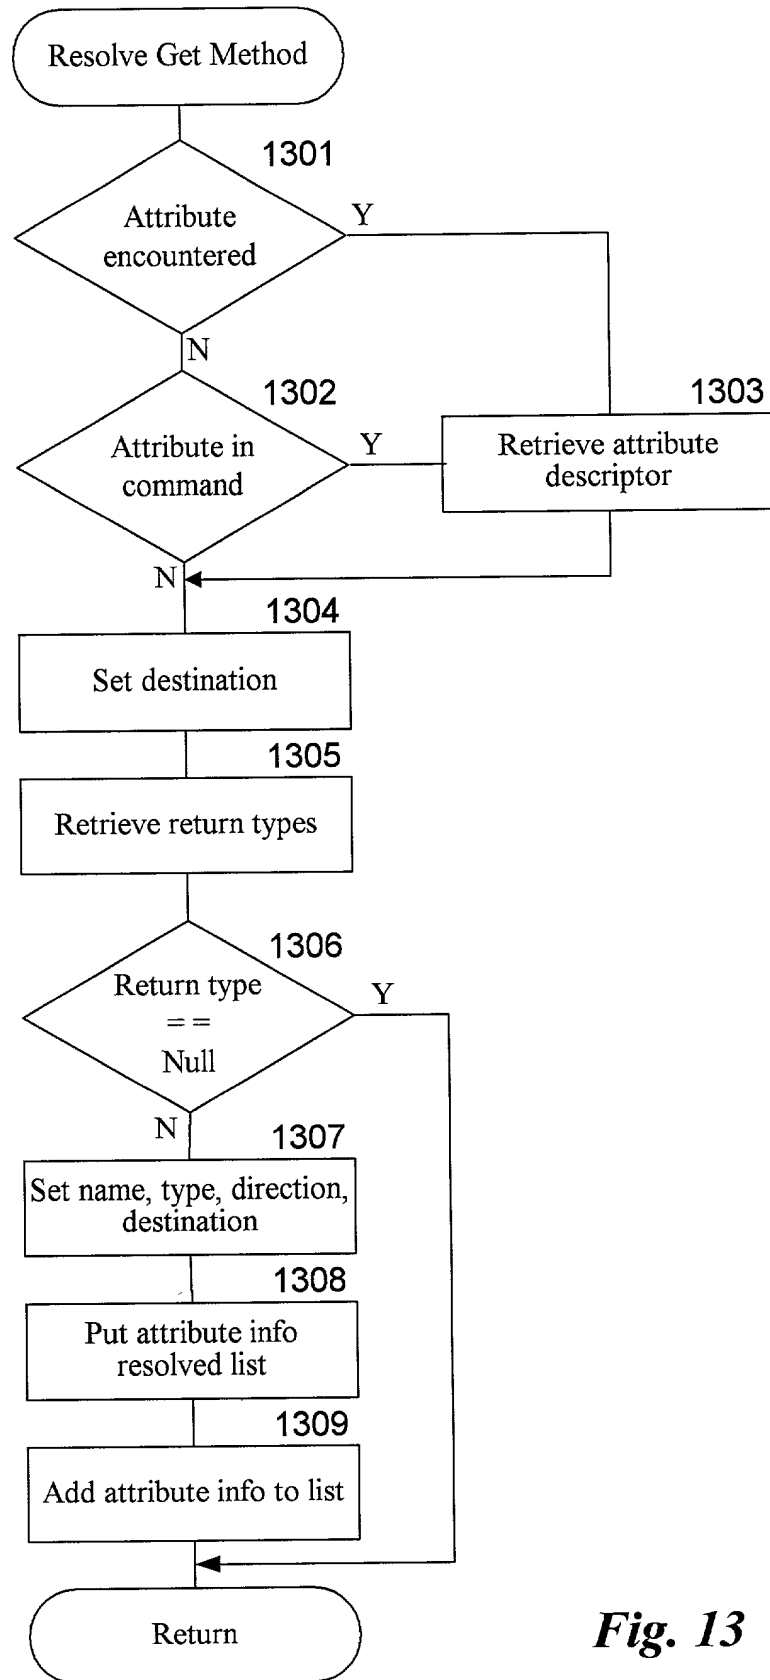 Resolve Get Method
1301
Attribute
encountered
Y
N
1302
Attribute in
command
Y
1303
Retrieve attribute
descriptor
N
1304
Set destination
1305
Retrieve return types
1306
Return type
= =
Null
Y
N
1307
Set name, type, direction,
destination
1308
Put attribute info
resolved list
1309
Add attribute info to list
Return
Fig. 13